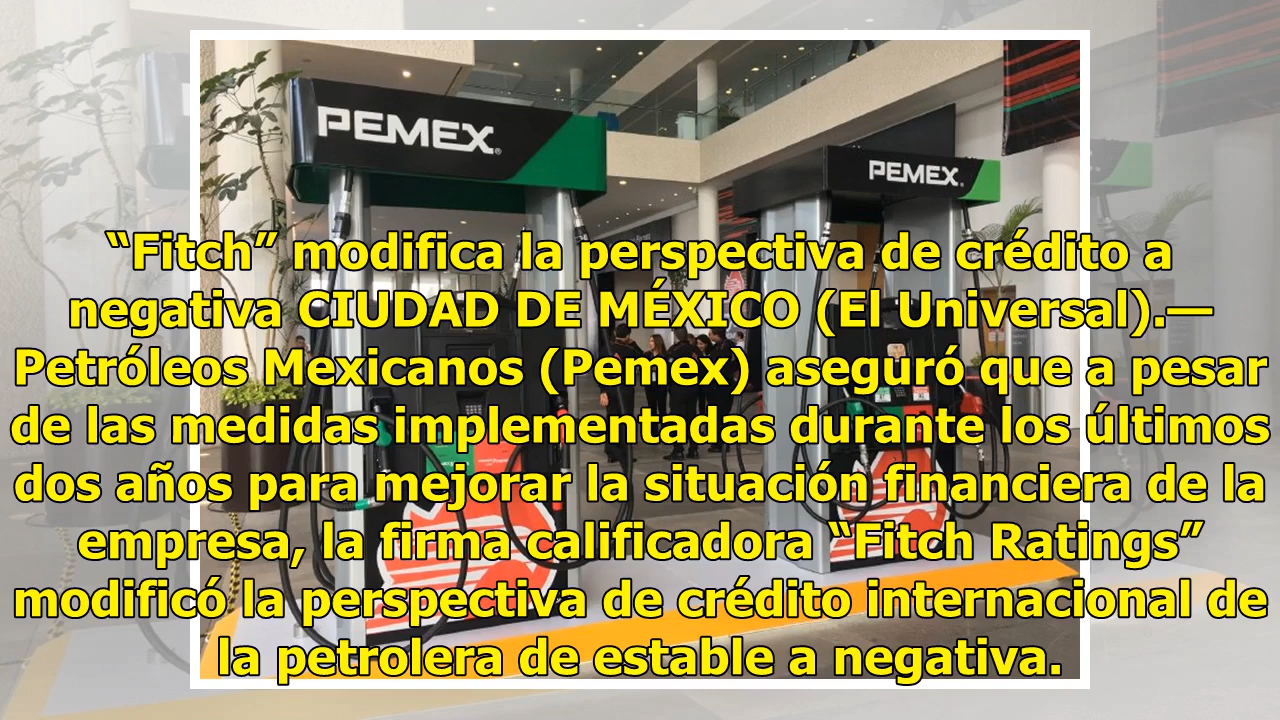 PEMEX
PEMEX
“Fitch” modifica la perspectiva de crédito a
negativa CIUDAD DE MÉXICO (El Universal).—
Petróleos Mexicanos (Pemex) aseguró que a pesar
de las medidas implementadas durante los últimos
dos años para mejorar la situación financiera de la
empresa, la firma calificadora “Fitch Ratings”
modificó la perspectiva de crédito internacional de
la petrolera de estable a negativa.